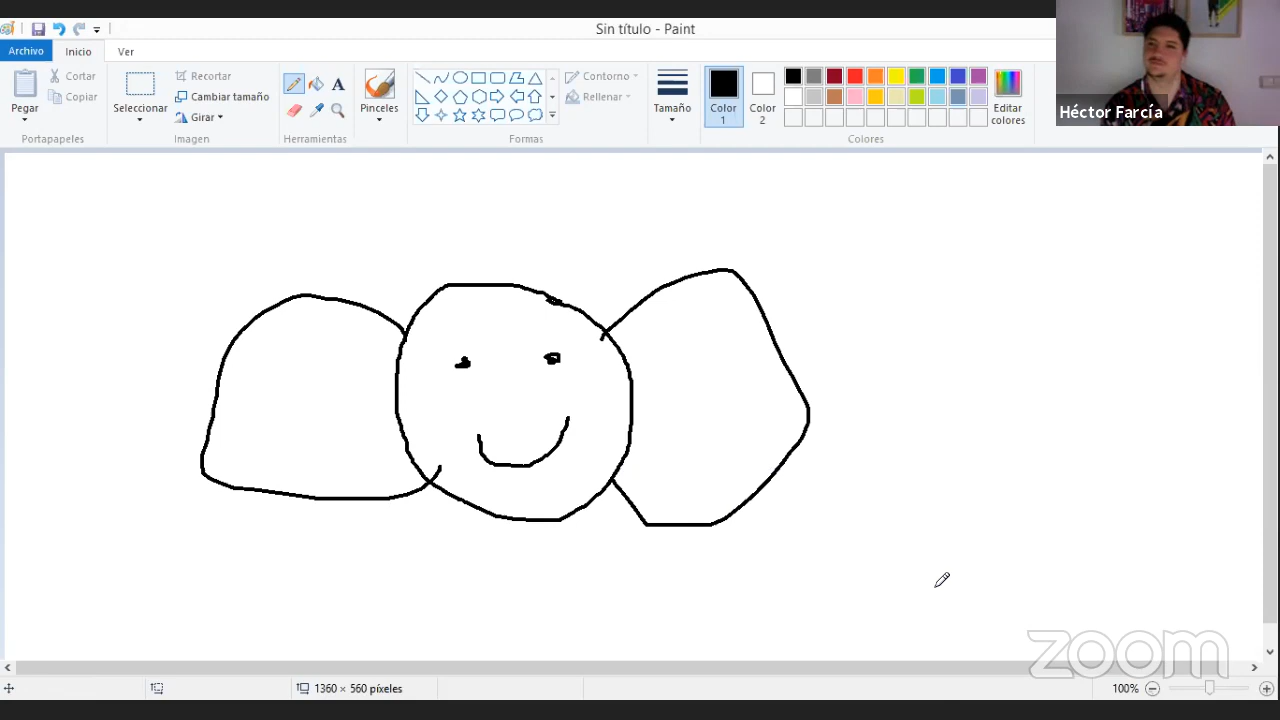 Sin título - Paint
Archivo
Inicio
Ver
Pegar
Cortar
Copiar
Portapapeles
Seleccionar
Recortar
Cambiar tamaño
Girar
Imagen
A
Herramientas
Pinceles
Formas
Contorno
Rellenar
Tamaño
Color
1
Color
2
Editar
colores
Colores
Héctor Farcía
zoom
1360 × 560 píxeles
100%